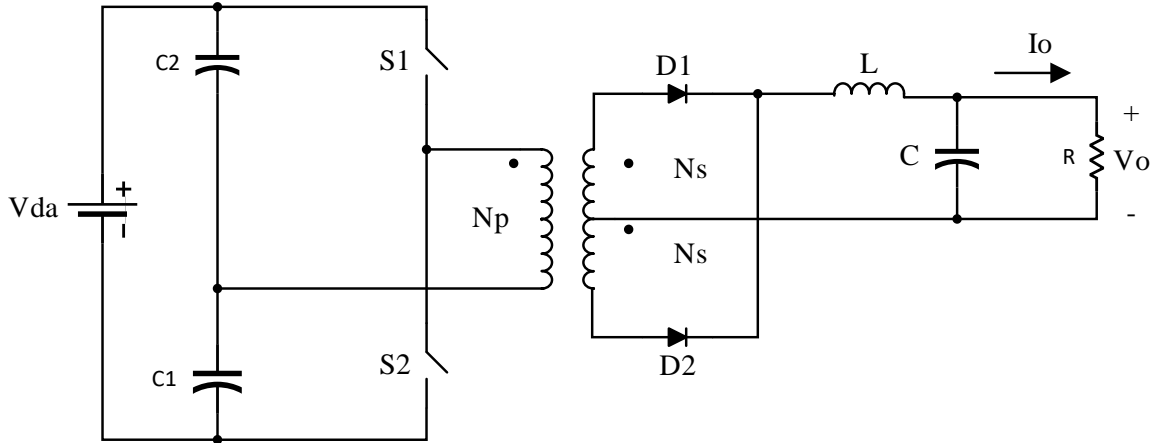 Io
D1
L
C2
S1
+
Ns
C
R
Vo
Vda
+
−
Np
-
Ns
S2
C1
D2